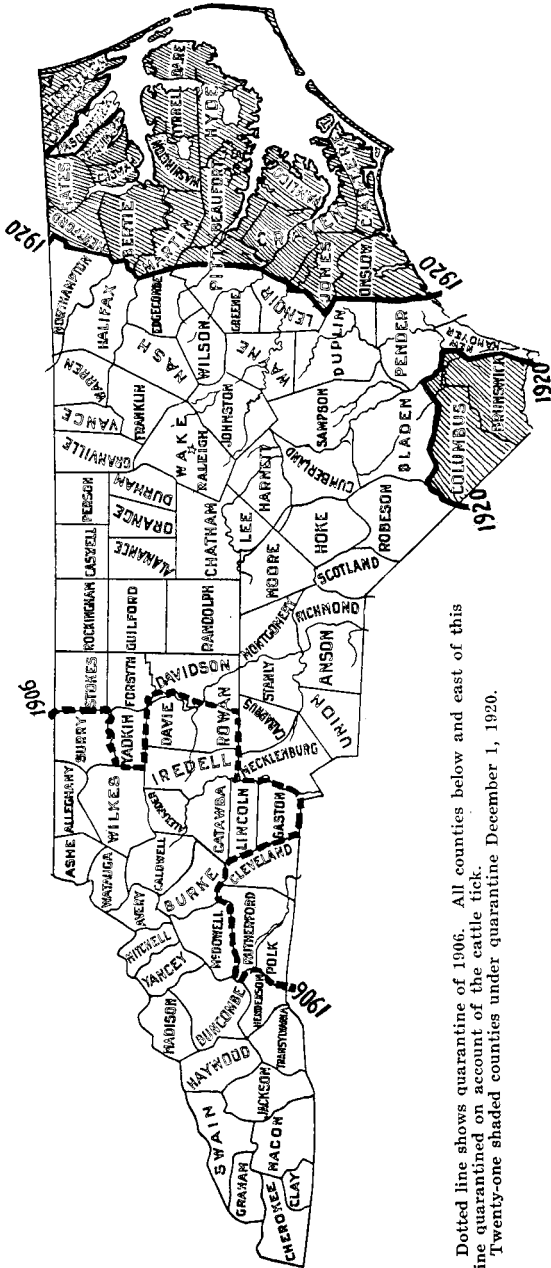 1906
1920
ASHE
ALLEGHANY
SURRY
STOKES
ROCKINGHAM
CASWELL
PERSON
GRANVILLE
VANCE
WARREN
NORTHAMPTON
HALIFAX
GATES
BERTIE
WATAUGA
WILKES
YADKIN
FORSYTH
GUILFORD
ALAMANCE
ORANGE
DURHAM
FRANKLIN
NASH
EDGECOMBE
MARTIN
WASHINGTON
TYRRELL
DARE
MITCHELL
AVERY
CALDWELL
ALEXANDER
IREDELL
DAVIE
DAVIDSON
RANDOLPH
CHATHAM
WAKE
RALEIGH
WILSON
PITT
BEAUFORT
HYDE
MADISON
YANCEY
BURKE
CATAWBA
ROWAN
JOHNSTON
GREENE
SWAIN
HAYWOOD
BUNCOMBE
McDOWELL
LINCOLN
CABARRUS
STANLY
MONTGOMERY
MOORE
LEE
HARNETT
WAYNE
LENOIR
GRAHAM
JACKSON
HENDERSON
RUTHERFORD
POLK
CLEVELAND
GASTON
MECKLENBURG
UNION
ANSON
RICHMOND
SCOTLAND
HOKE
CUMBERLAND
SAMPSON
DUPLIN
JONES
ONSLOW
CHEROKEE
CLAY
MACON
TRANSYLVANIA
1906
ROBESON
BLADEN
PENDER
NEW
HANOVER
COLUMBUS
BRUNSWICK
1920
1920
1920
Dotted line shows quarantine of 1906. All counties below and east of this
ine quarantined on account of the cattle tick.
Twenty-one shaded counties under quarantine December 1, 1920.